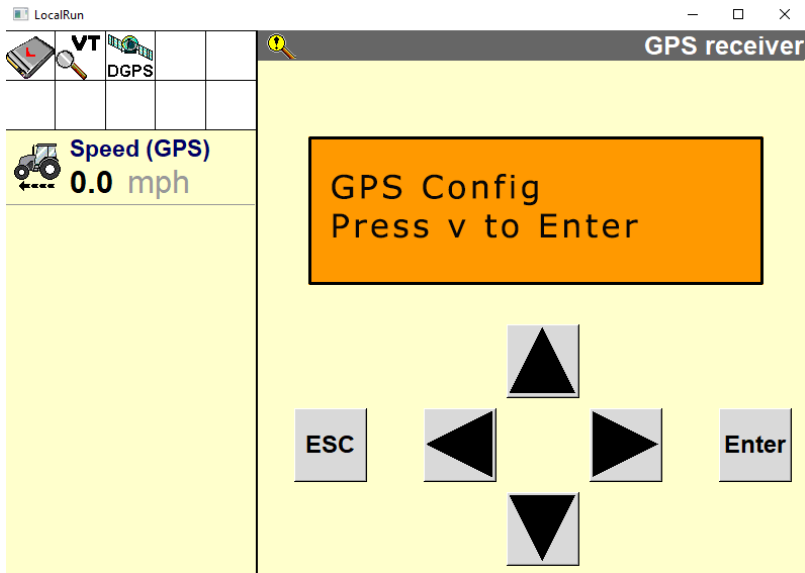 LocalRun
VT
DGPS
GPS receiver
Speed (GPS)
0.0 mph
GPS Config
Press v to Enter
ESC
Enter